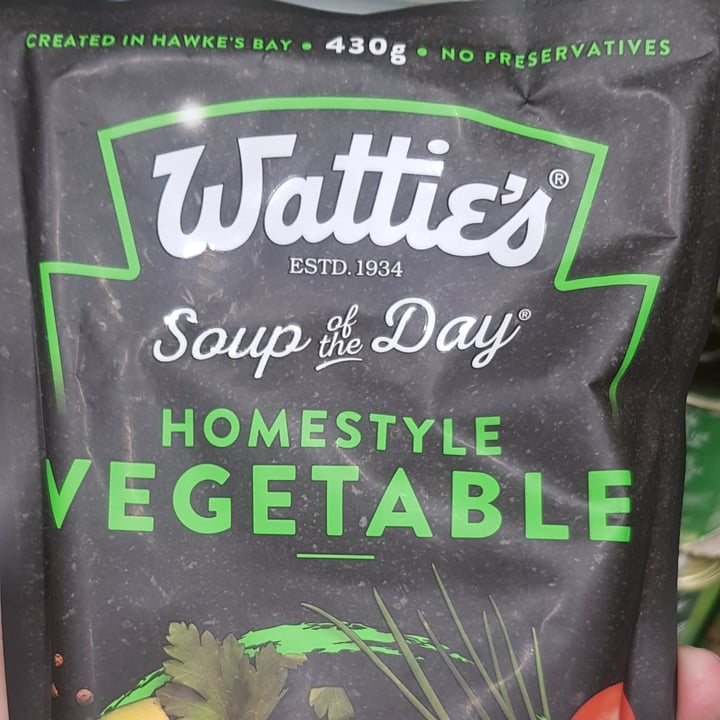 CREATED IN HAWKE'S BAY • 430g • NO PRESERVATIVES
Wattie's®
ESTD. 1934
Soup of the Day®
HOMESTYLE
VEGETABLE